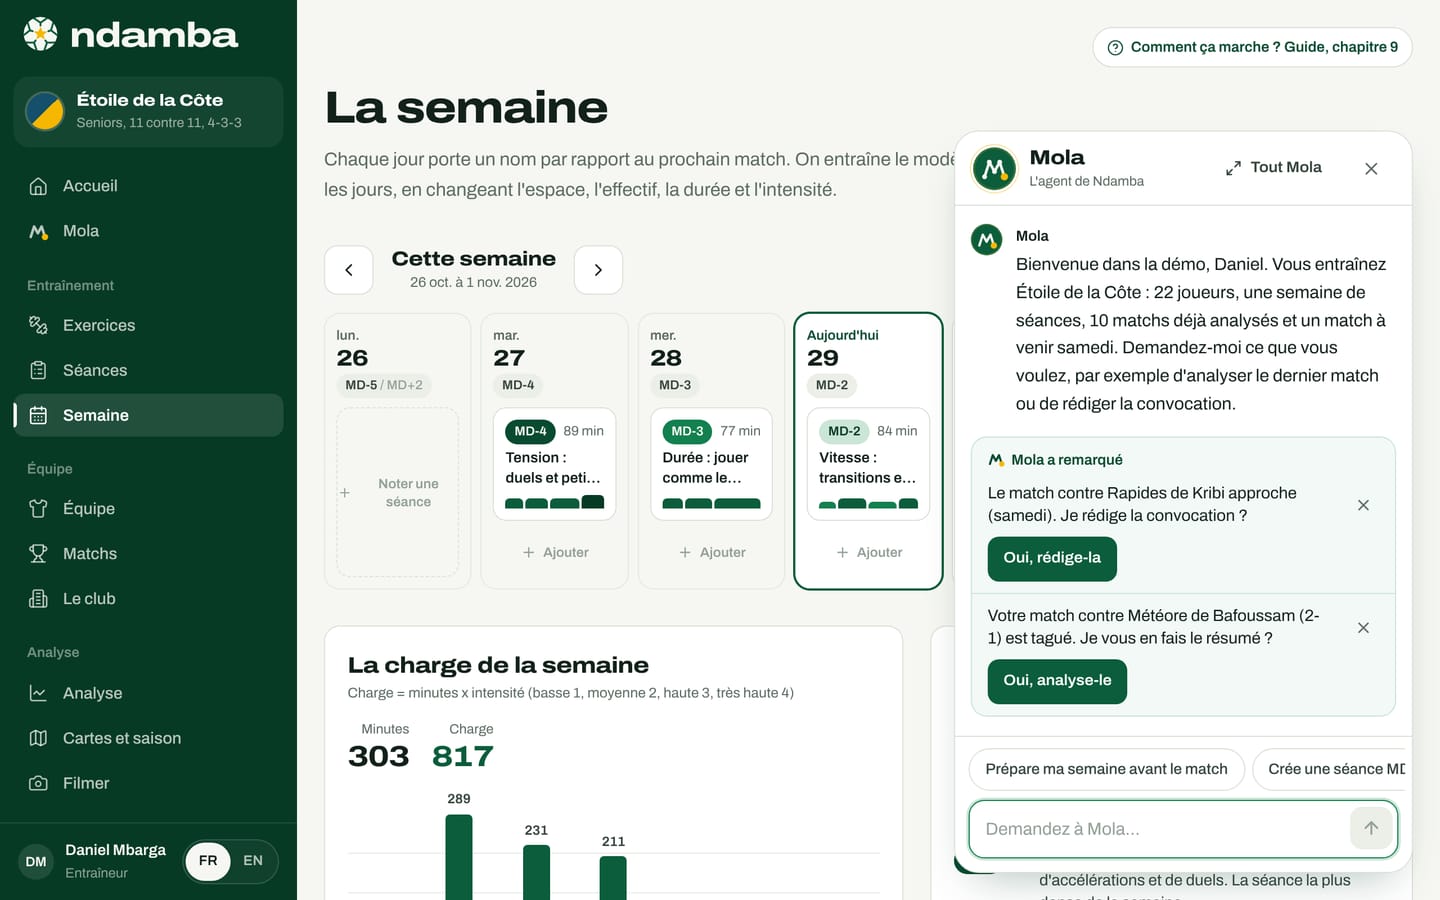 ndamba
Étoile de la Côte
Seniors, 11 contre 11, 4-3-3
Accueil
Mola
Entraînement
Exercices
Séances
Semaine
Équipe
Équipe
Matchs
Le club
Analyse
Analyse
Cartes et saison
Filmer
DM
Daniel Mbarga
Entraîneur
FR
EN
Comment ça marche ? Guide, chapitre 9
La semaine
Chaque jour porte un nom par rapport au prochain match. On entraîne le
les jours, en changeant l'espace, l'effectif, la durée et l'intensité.
Cette semaine
26 oct. à 1 nov. 2026
lun.
26
MD-5 / MD+2
+ Noter une
séance
mar.
27
MD-4
MD-4 89 min
Tension :
duels et peti...
+ Ajouter
mer.
28
MD-3
MD-3 77 min
Durée : jouer
comme le...
+ Ajouter
Aujourd'hui
29
MD-2
MD-2 84 min
Vitesse :
transitions e...
+ Ajouter
La charge de la semaine
Charge = minutes x intensité (basse 1, moyenne 2, haute 3, très haute 4)
Minutes
303
Charge
817
289
231
211
Mola
L'agent de Ndamba
Tout Mola
Mola
Bienvenue dans la démo, Daniel. Vous entraînez
Étoile de la Côte : 22 joueurs, une semaine de
séances, 10 matchs déjà analysés et un match à
venir samedi. Demandez-moi ce que vous
voulez, par exemple d'analyser le dernier match
ou de rédiger la convocation.
Mola a remarqué
Le match contre Rapides de Kribi approche
(samedi). Je rédige la convocation ?
Oui, rédige-la
Votre match contre Météore de Bafoussam (2-
1) est tagué. Je vous en fais le résumé ?
Oui, analyse-le
Prépare ma semaine avant le match
Crée une séance MD
Demandez à Mola...
d'accélérations et de duels. La séance la plus